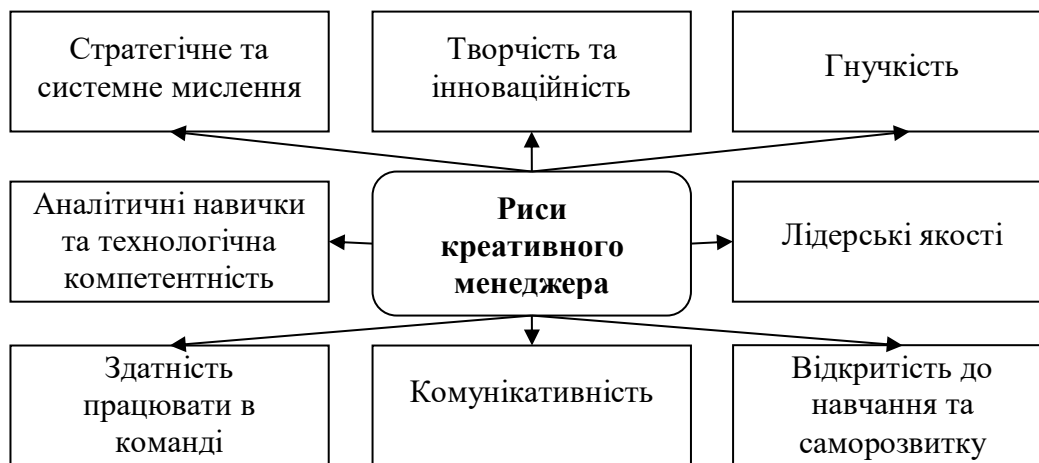 Стратегічне та
системне мислення
Творчість та
інноваційність
Гнучкість
Аналітичні навички
та технологічна
компетентність
Риси
креативного
менеджера
Лідерські якості
Здатність
працювати в
команді
Комунікативність
Відкритість до
навчання та
саморозвитку